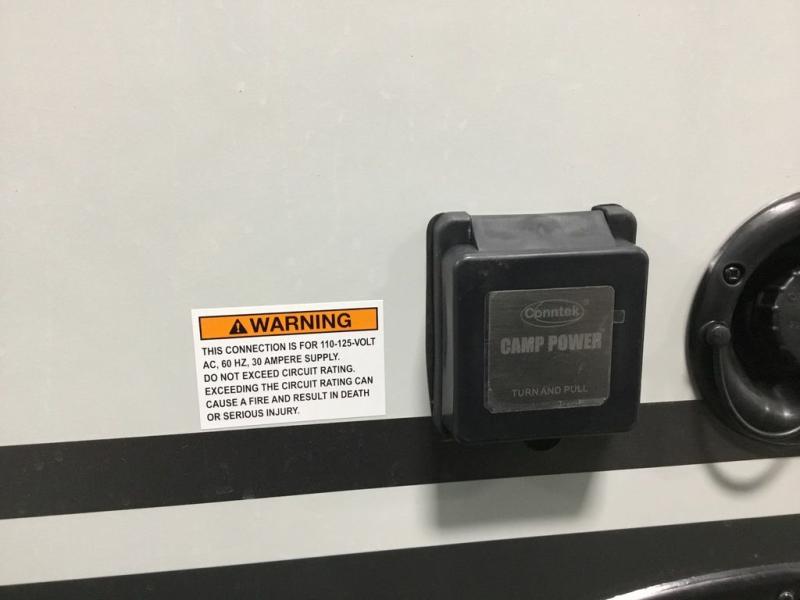 WARNING
THIS CONNECTION IS FOR 110-125-VOLT
AC, 60 HZ, 30 AMPERE SUPPLY.
DO NOT EXCEED CIRCUIT RATING.
EXCEEDING THE CIRCUIT RATING CAN
CAUSE A FIRE AND RESULT IN DEATH
OR SERIOUS INJURY.
Conntek®
CAMP POWER
TURN AND PULL